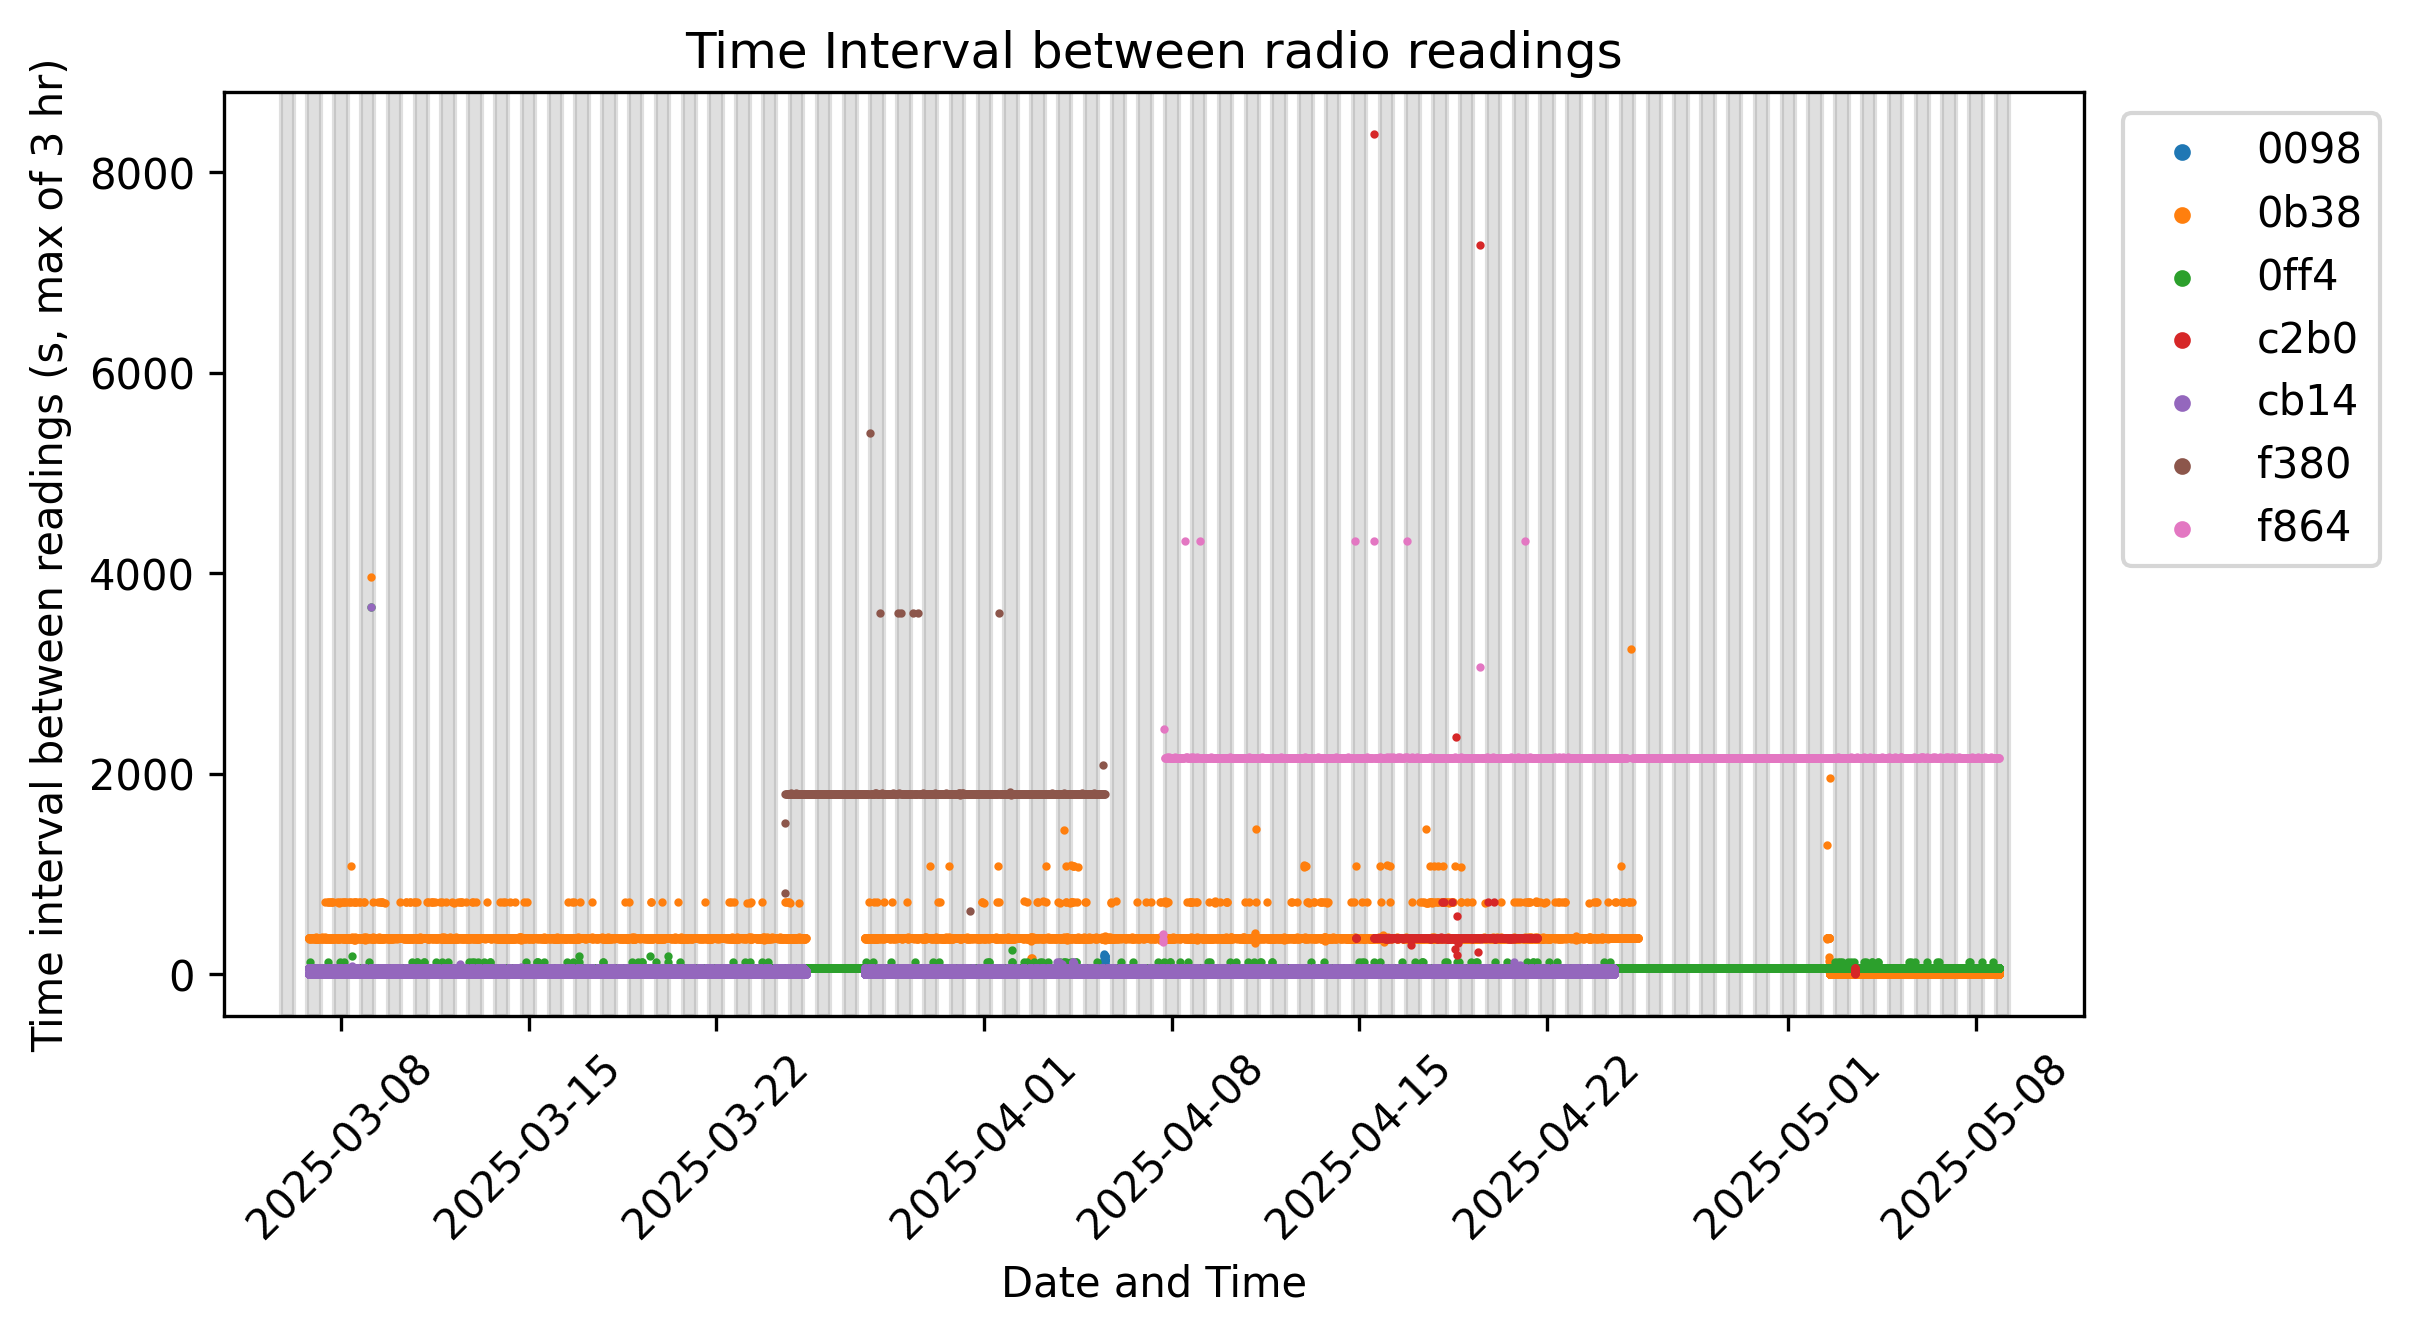 Time Interval between radio readings
Time interval between readings (s, max of 3 hr)
8000
6000
4000
2000
0
2025-03-08
2025-03-15
2025-03-22
2025-04-01
2025-04-08
2025-04-15
2025-04-22
2025-05-01
2025-05-08
Date and Time
0098
0b38
0ff4
c2b0
cb14
f380
f864